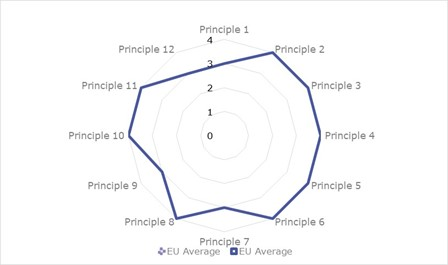 Principle 1
Principle 12
4
Principle 2
3
Principle 11
Principle 3
2
1
Principle 10
0
Principle 4
Principle 9
Principle 5
Principle 8
Principle 6
Principle 7
EU Average
EU Average